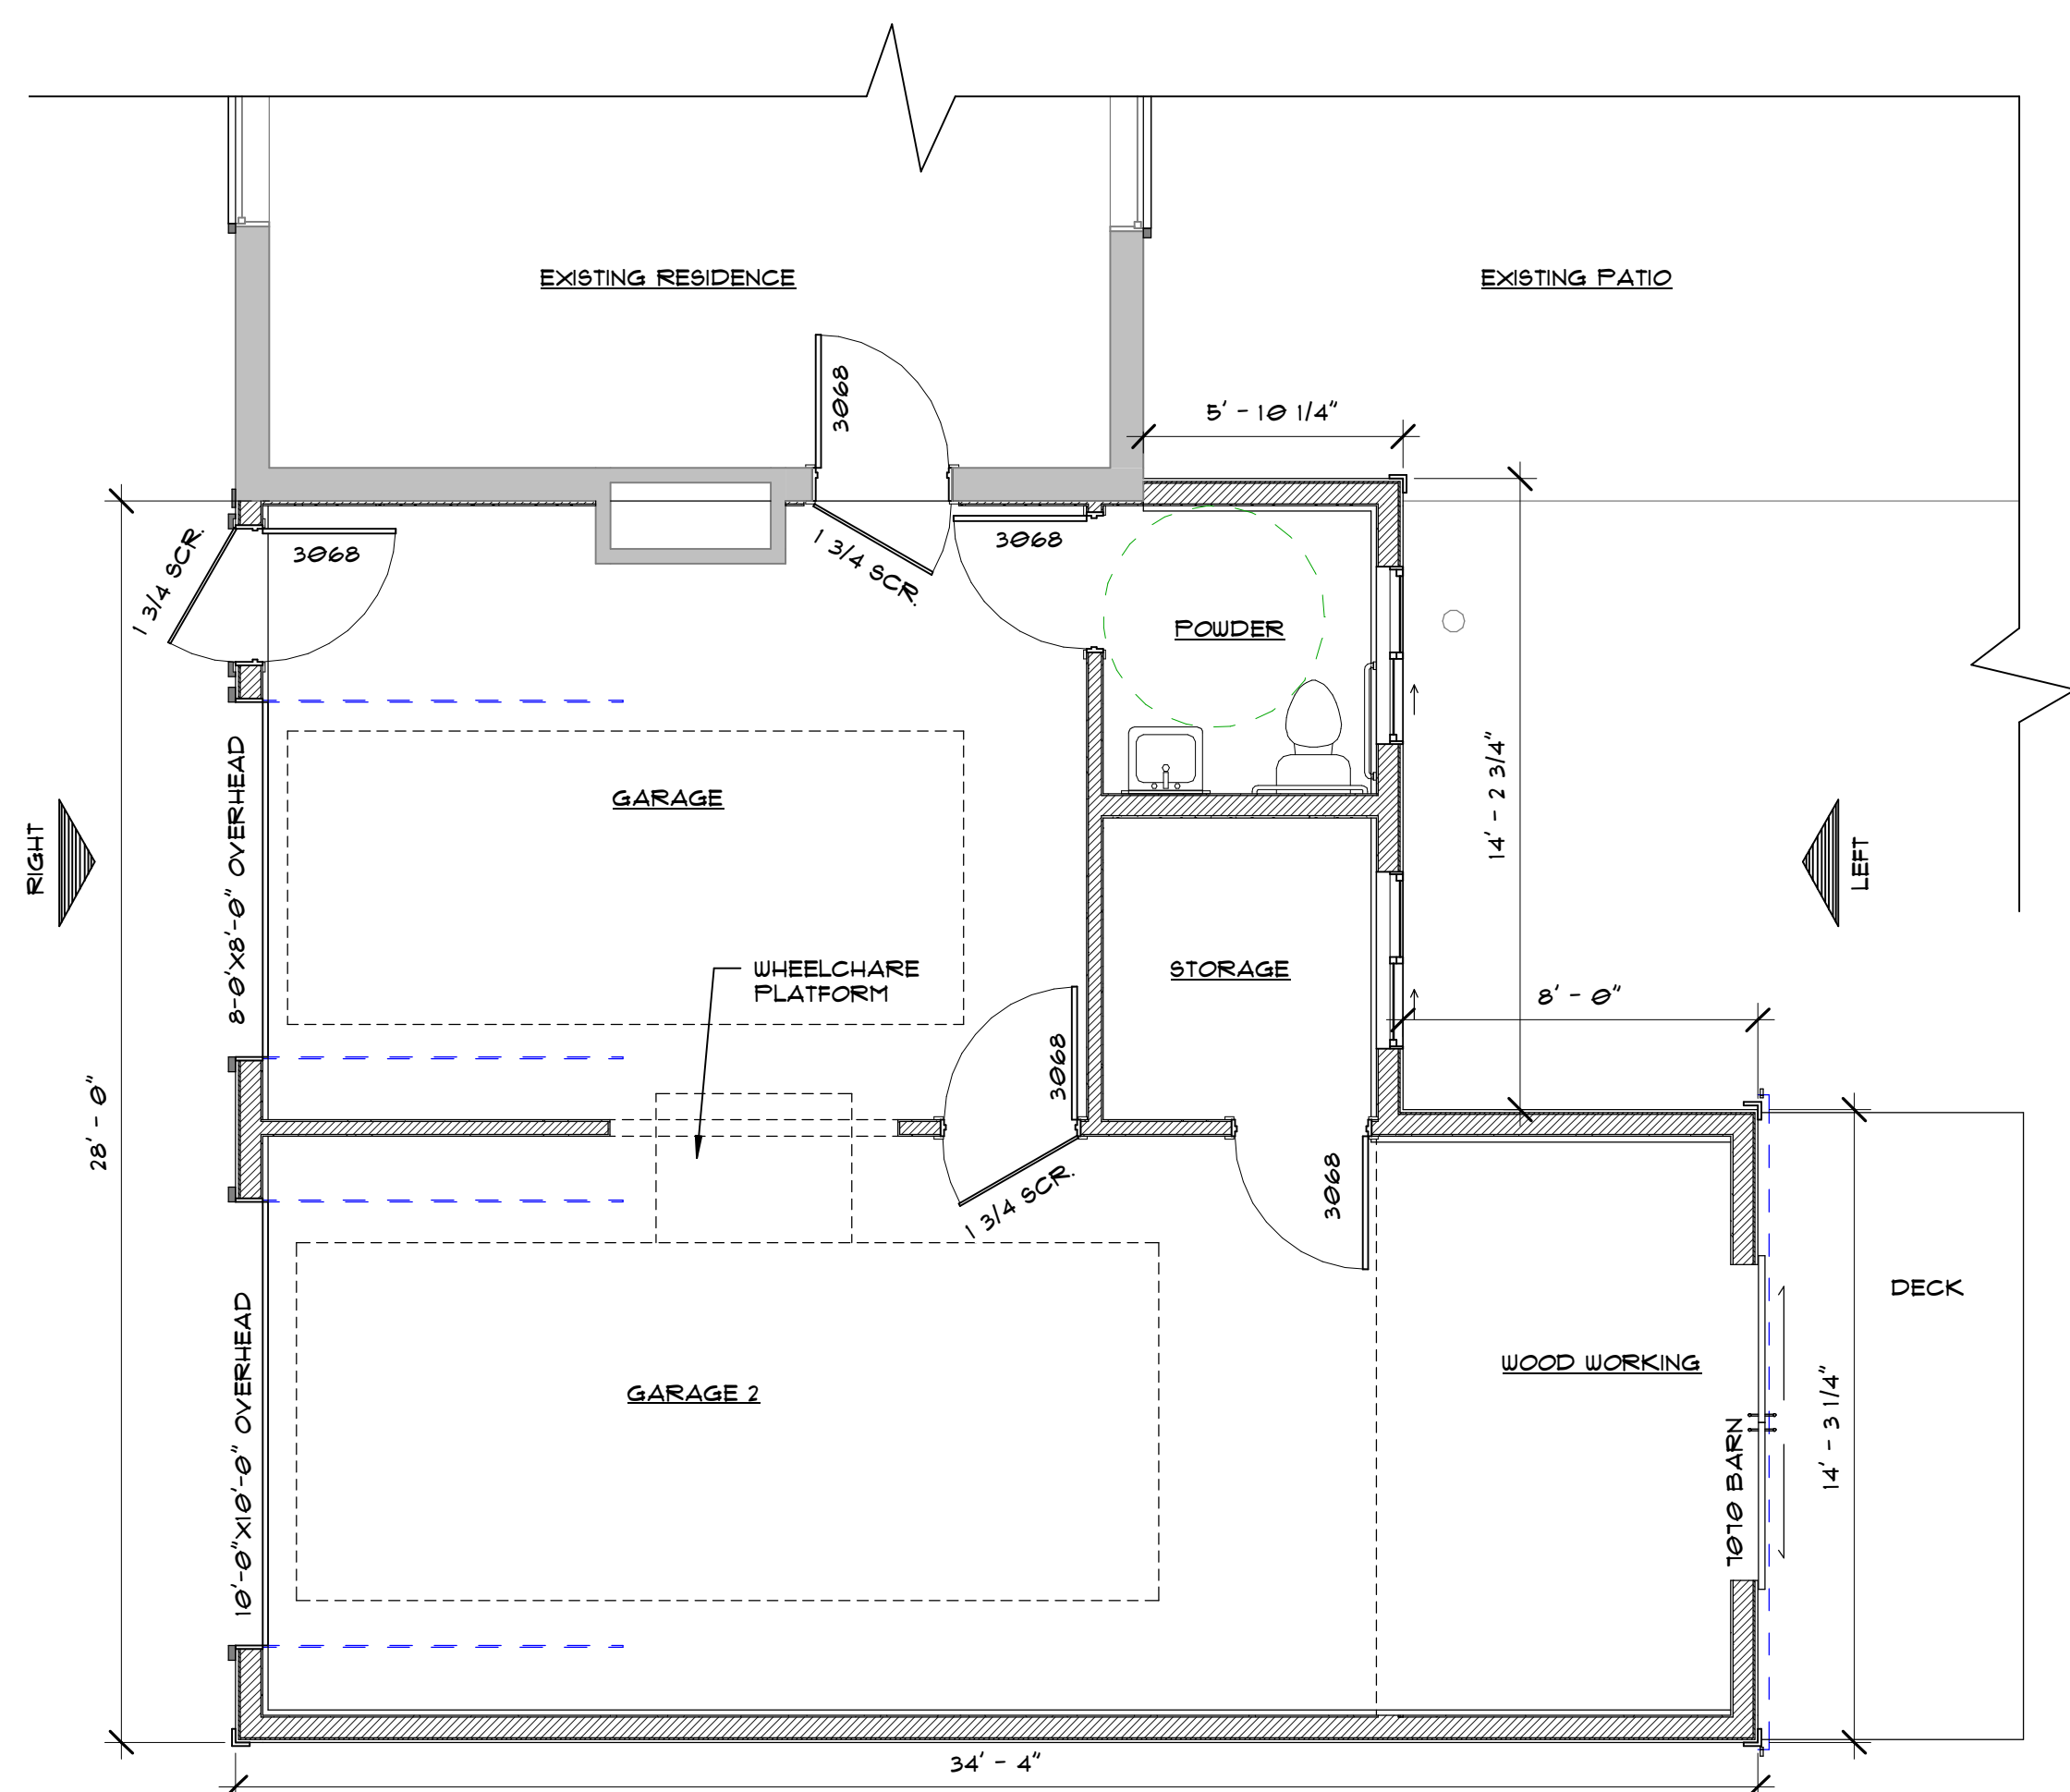 EXISTING RESIDENCE
EXISTING PATIO
3068
5' - 10 1/4"
1 3/4 SCR.
3068
1 3/4 SCR.
3068
POWDER
8-0'X8'-0" OVERHEAD
GARAGE
14' - 2 3/4"
RIGHT
LEFT
WHEELCHARE
PLATFORM
STORAGE
8' - 0"
3068
28' - 0"
1 3/4 SCR.
3068
DECK
10'-0"X10'-0" OVERHEAD
GARAGE 2
WOOD WORKING
7070 BARN
14' - 3 1/4"
34' - 4"